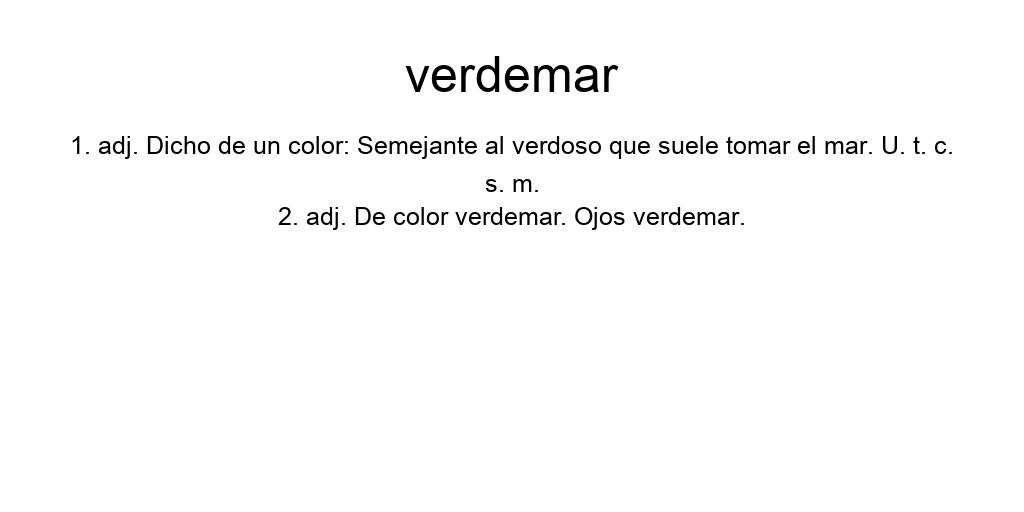 verdemar
1. adj. Dicho de un color: Semejante al verdoso que suele tomar el mar. U. t. c.
s. m.
2. adj. De color verdemar. Ojos verdemar.